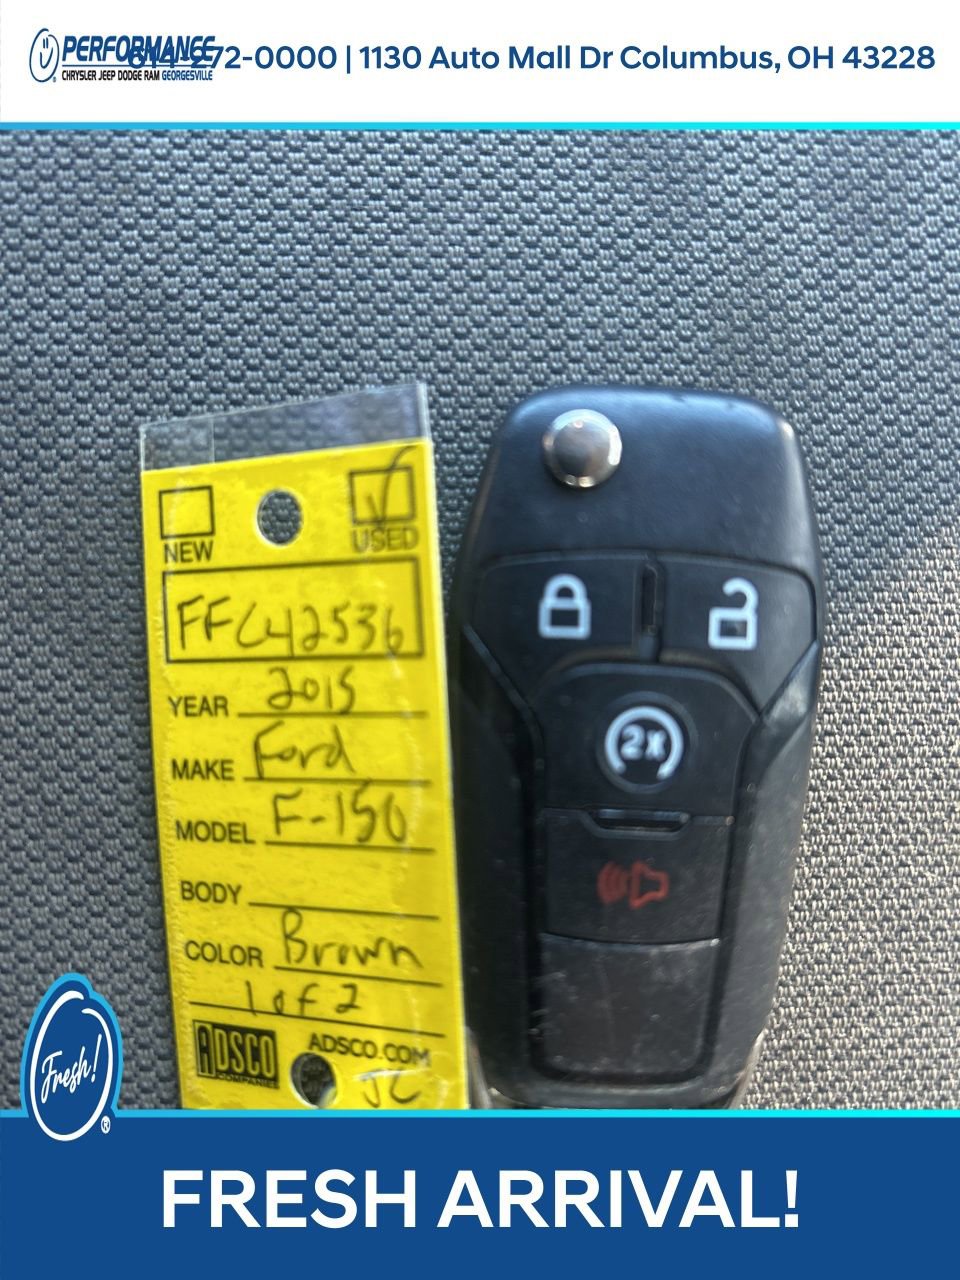 PERFORMANCE
CHRYSLER JEEP DODGE RAM GEORGESVILLE
614-272-0000 | 1130 Auto Mall Dr Columbus, OH 43228
NEW
USED
FFC42536
YEAR 2015
MAKE Ford
MODEL F-150
BODY
COLOR Brown
1 of 2
ADSCO
COMPANIES
ADSCO.COM
JC
2X
Fresh!
®
FRESH ARRIVAL!